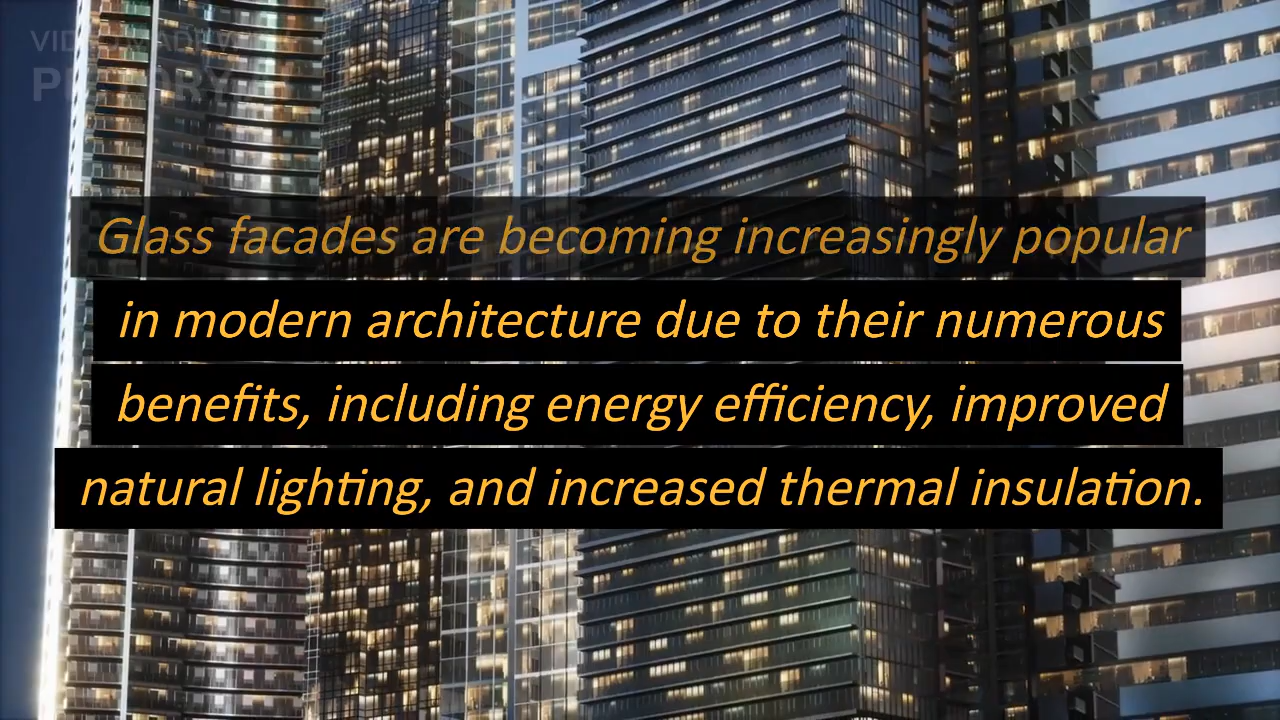 Glass facades are becoming increasingly popular
in modern architecture due to their numerous
benefits, including energy efficiency, improved
natural lighting, and increased thermal insulation.